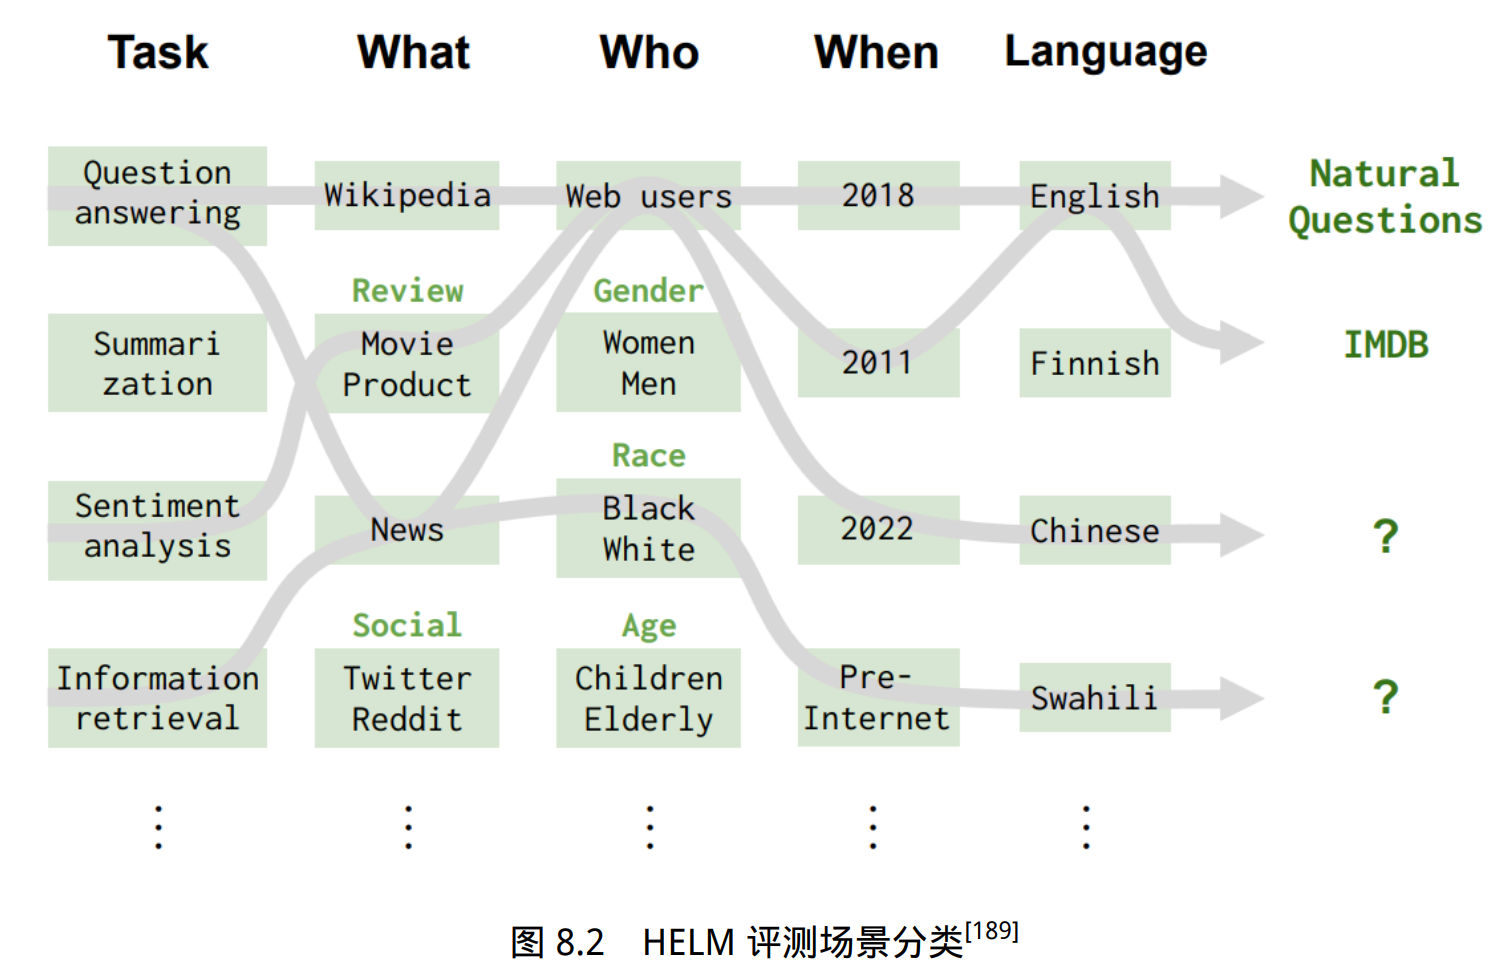 Task What Who When Language
Question
answering
Wikipedia
Web users
2018
English
Natural
Questions
Summari
zation
Review
Movie
Product
Gender
Women
Men
2011
Finnish
IMDB
Sentiment
analysis
News
Race
Black
White
2022
Chinese
?
Information
retrieval
Social
Twitter
Reddit
Age
Children
Elderly
Pre-
Internet
Swahili
?
⋮ ⋮ ⋮ ⋮ ⋮
图 8.2 HELM 评测场景分类[189]